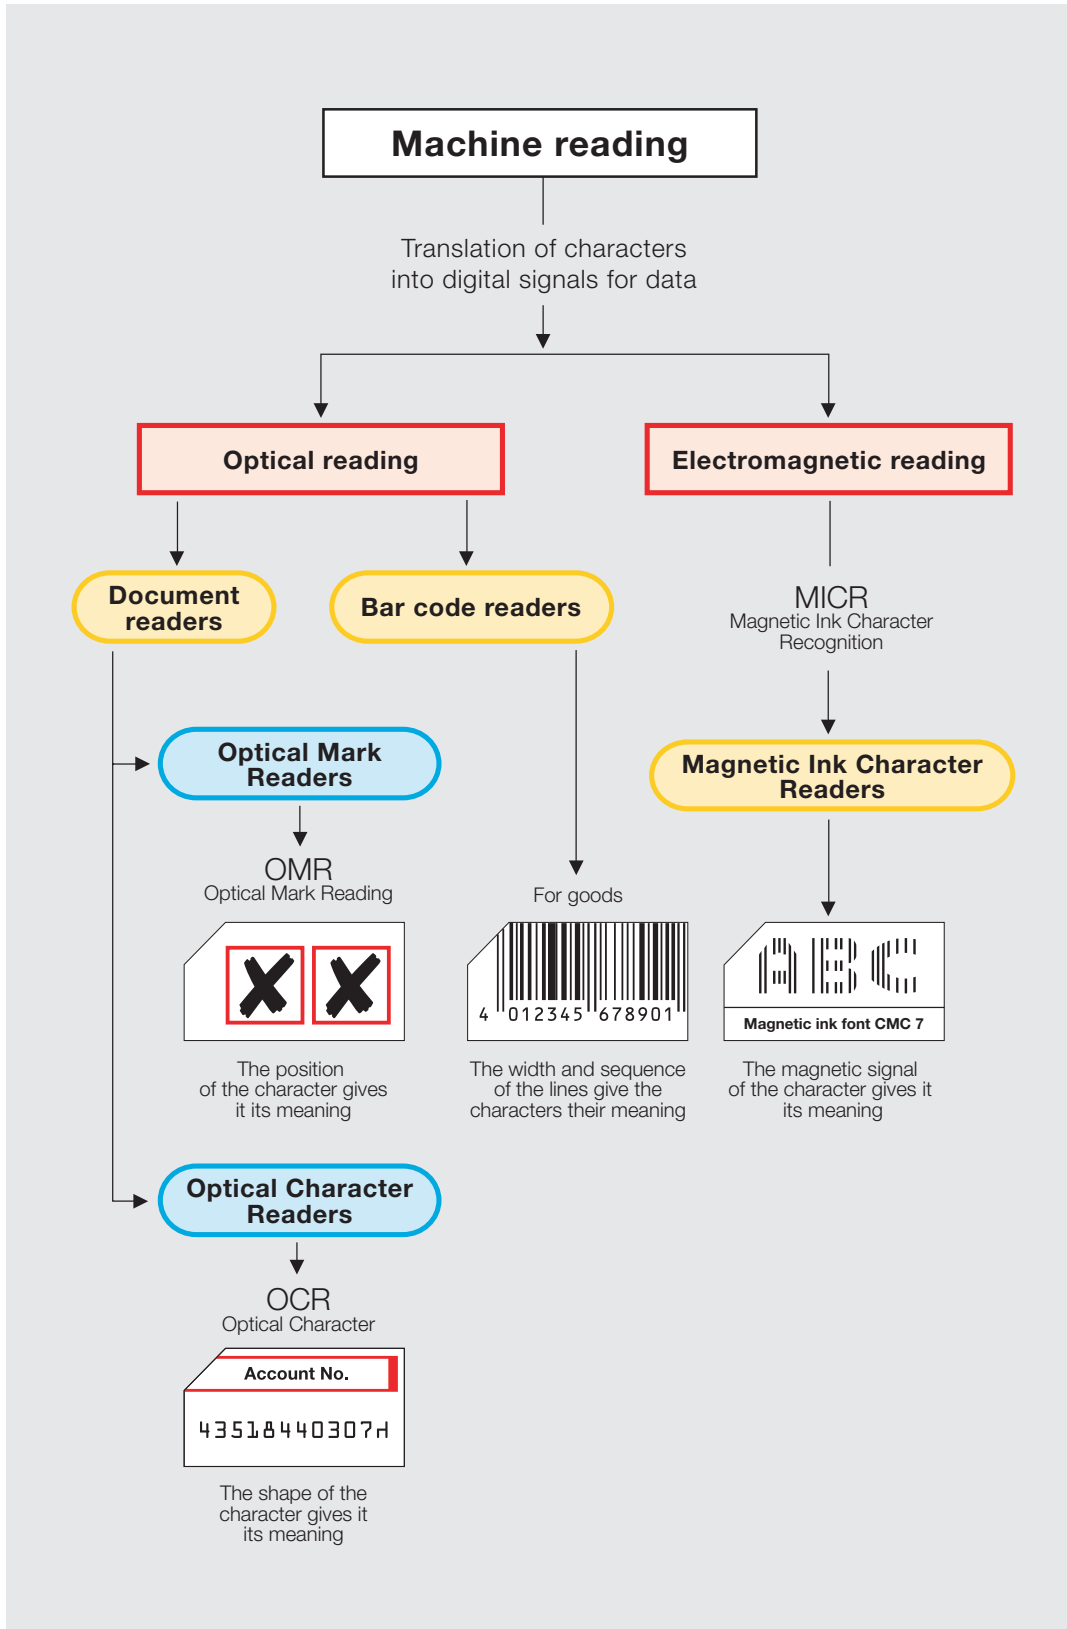 Machine reading
Translation of characters
into digital signals for data
Optical reading
Electromagnetic reading
Document
readers
Bar code readers
MICR
Magnetic Ink Character
Recognition
Optical Mark
Readers
Magnetic Ink Character
Readers
OMR
Optical Mark Reading
For goods
4 012345 678901
ABC
Magnetic ink font CMC 7
The position
of the character gives
it its meaning
The width and sequence
of the lines give the
characters their meaning
The magnetic signal
of the character gives it
its meaning
Optical Character
Readers
OCR
Optical Character
Account No.
43518440307
The shape of the
character gives it
its meaning